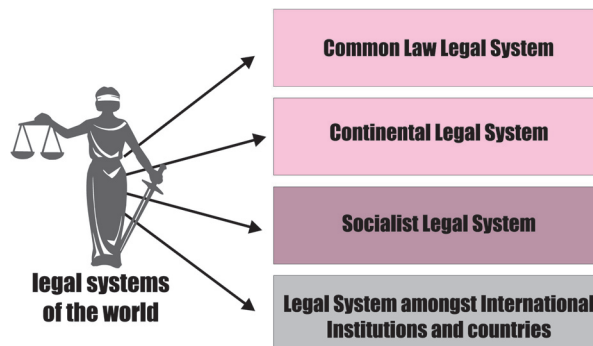 Common Law Legal System
Continental Legal System
Socialist Legal System
legal systems
of the world
Legal System amongst International
Institutions and countries